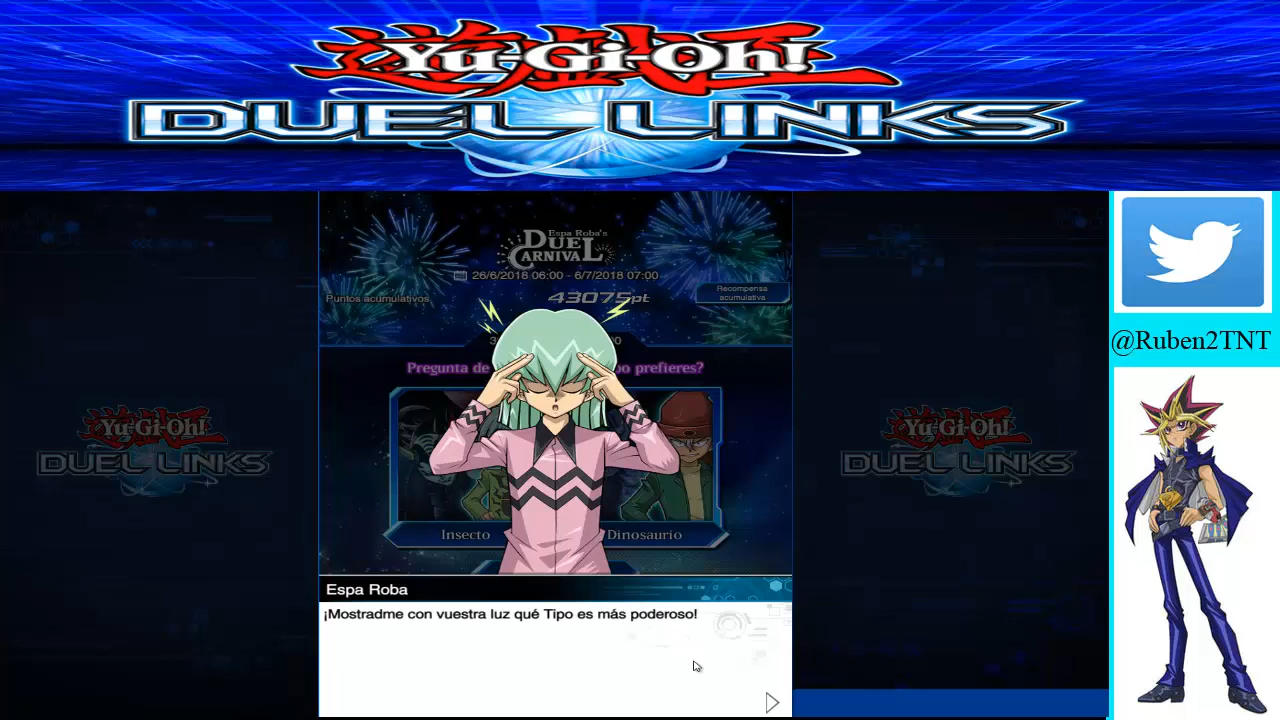 Yu-Gi-Oh!
DUEL LINKS
Espa Roba's
DUEL
CARNIVAL
26/6/2018 06:00 - 6/7/2018 07:00
Puntos acumulativos
43075pt
Recompensa
acumulativa
Pregunta de
po prefieres?
Insecto
Dinosaurio
Espa Roba
¡Mostradme con vuestra luz qué Tipo es más poderoso!
@Ruben2TNT
Yu-Gi-Oh!
DUEL LINKS
Yu-Gi-Oh!
DUEL LINKS